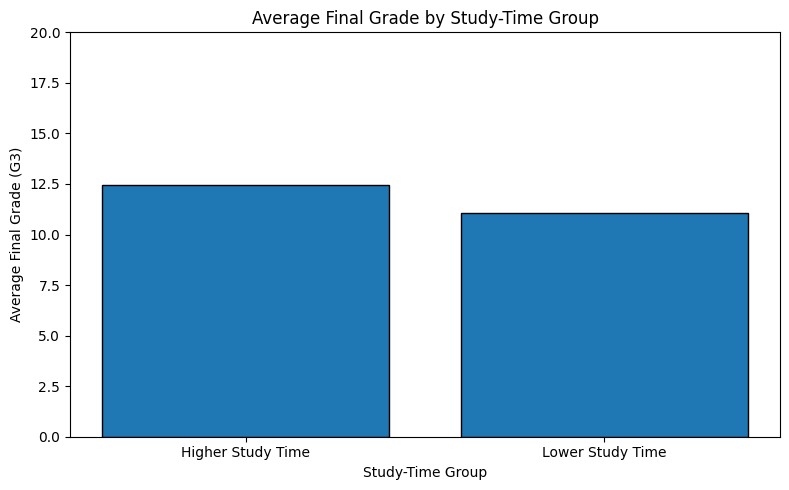 Average Final Grade by Study-Time Group
20.0
17.5
15.0
12.5
10.0
7.5
5.0
2.5
0.0
Average Final Grade (G3)
Higher Study Time
Lower Study Time
Study-Time Group